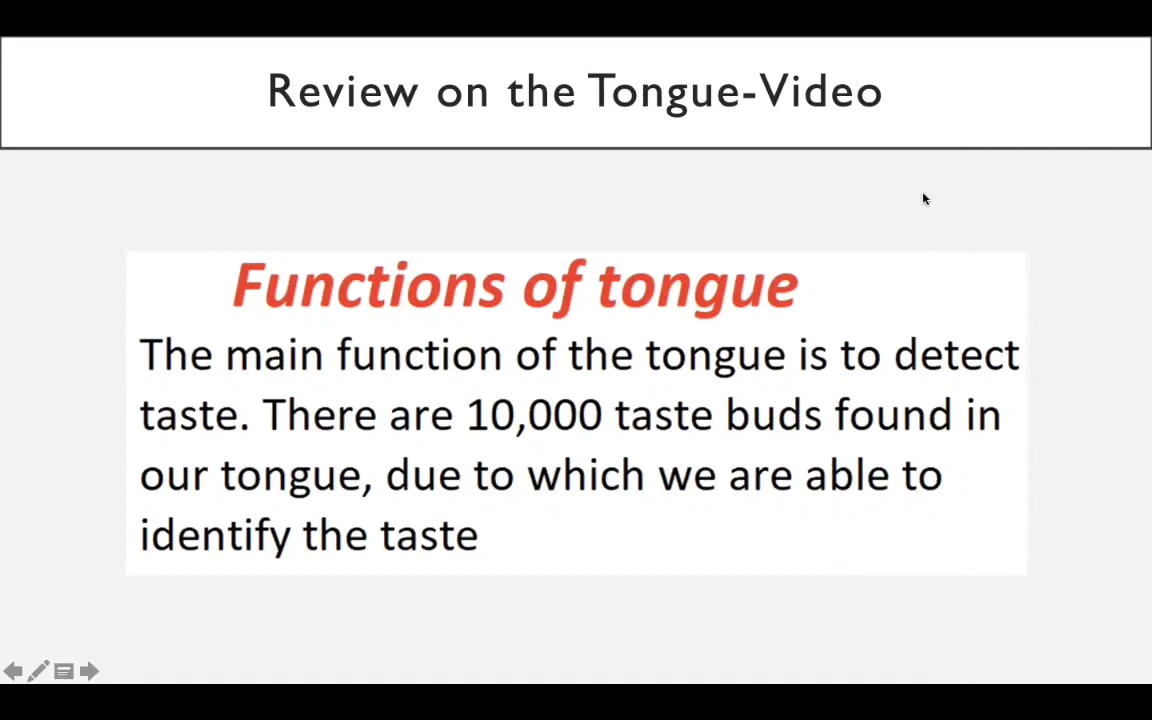 Review on the Tongue-Video
Functions of tongue
The main function of the tongue is to detect
taste. There are 10,000 taste buds found in
our tongue, due to which we are able to
identify the taste